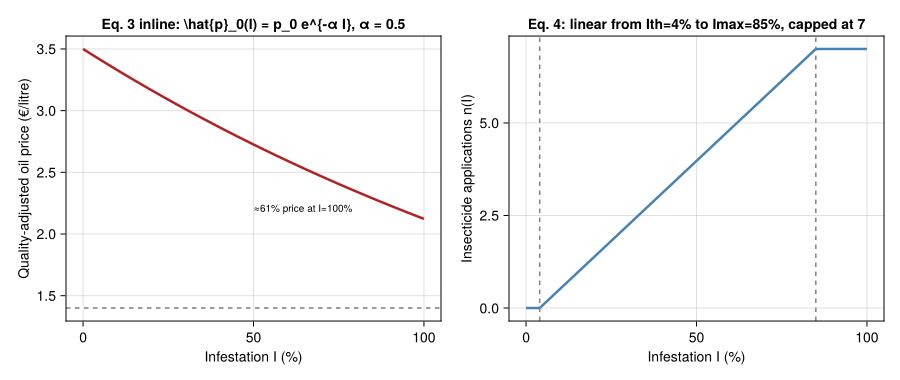 Eq. 3 inline: \hat{p}_0(I) = p_0 e^{-α I}, α = 0.5
Quality-adjusted oil price (€/litre)
3.5
3.0
2.5
2.0
1.5
≈61% price at I=100%
0
50
100
Infestation I (%)
Eq. 4: linear from Ith=4% to Imax=85%, capped at 7
Insecticide applications n(I)
5.0
2.5
0.0
0
50
100
Infestation I (%)